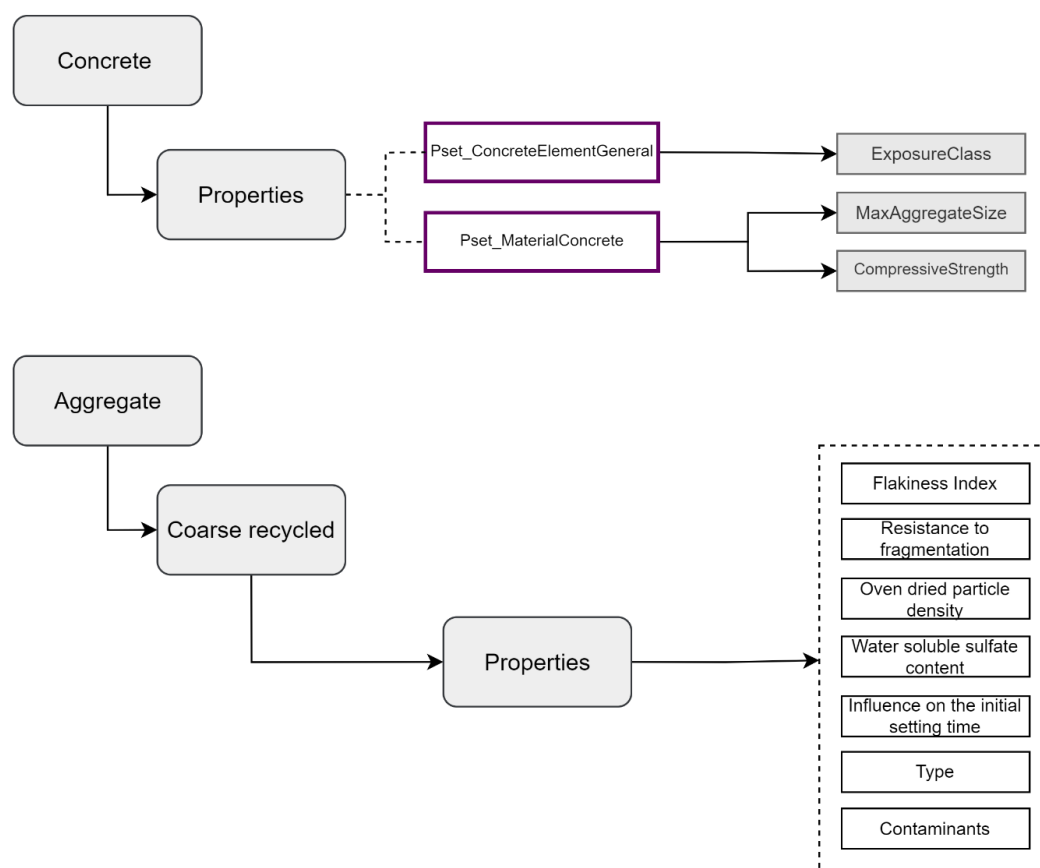 Concrete
Properties
Pset_ConcreteElementGeneral
ExposureClass
Pset_MaterialConcrete
MaxAggregateSize
CompressiveStrength
Aggregate
Coarse recycled
Properties
Flakiness Index
Resistance to
fragmentation
Oven dried particle
density
Water soluble sulfate
content
Influence on the initial
setting time
Type
Contaminants